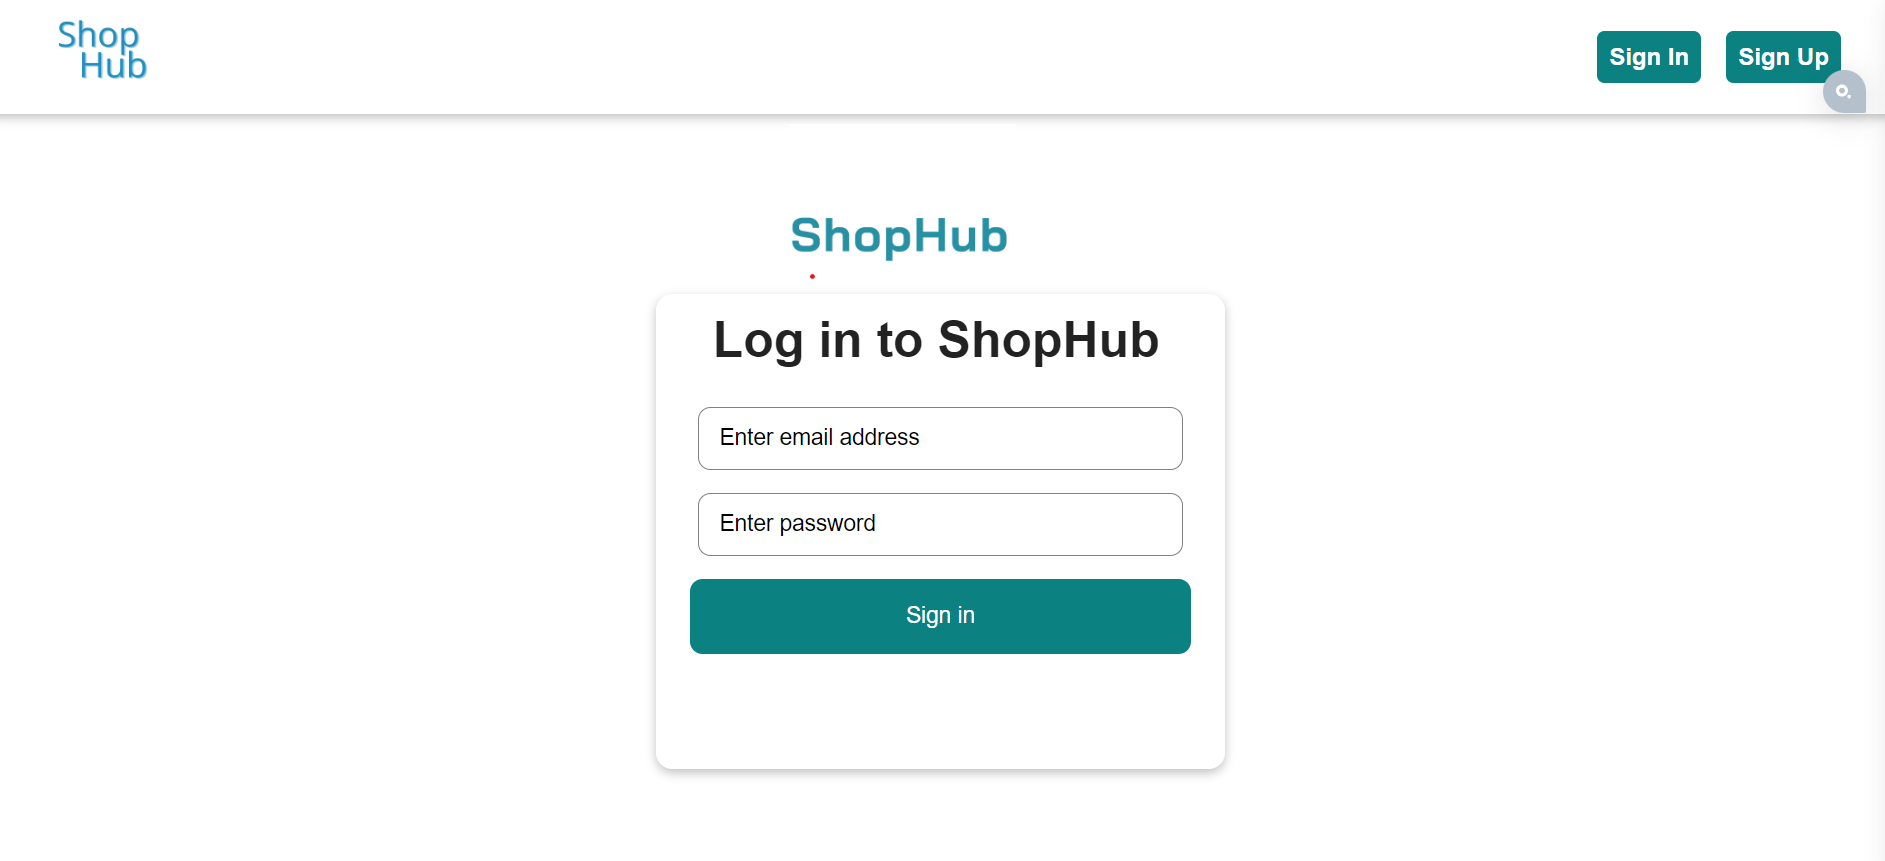 Shop
Hub
Sign In
Sign Up
ShopHub
Log in to ShopHub
Enter email address
Enter password
Sign in